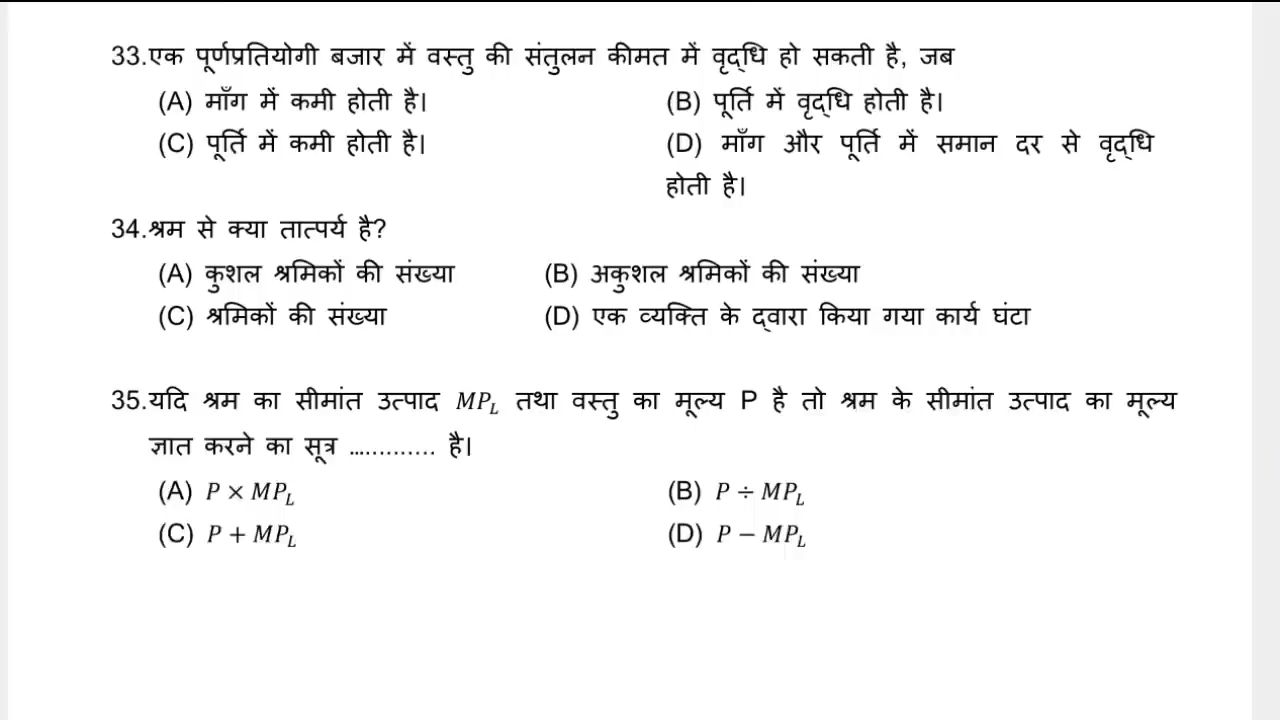 33.एक पूर्णप्रतियोगी बजार में वस्तु की संतुलन कीमत में वृद्धि हो सकती है, जब
(A) माँग में कमी होती है। (B) पूर्ति में वृद्धि होती है।
(C) पूर्ति में कमी होती है। (D) माँग और पूर्ति में समान दर से वृद्धि
होती है।
34.श्रम से क्या तात्पर्य है?
(A) कुशल श्रमिकों की संख्या (B) अकुशल श्रमिकों की संख्या
(C) श्रमिकों की संख्या (D) एक व्यक्ति के द्वारा किया गया कार्य घंटा
35.यदि श्रम का सीमांत उत्पाद MP_L तथा वस्तु का मूल्य P है तो श्रम के सीमांत उत्पाद का मूल्य
ज्ञात करने का सूत्र ............ है।
(A) P × MP_L (B) P ÷ MP_L
(C) P + MP_L (D) P − MP_L